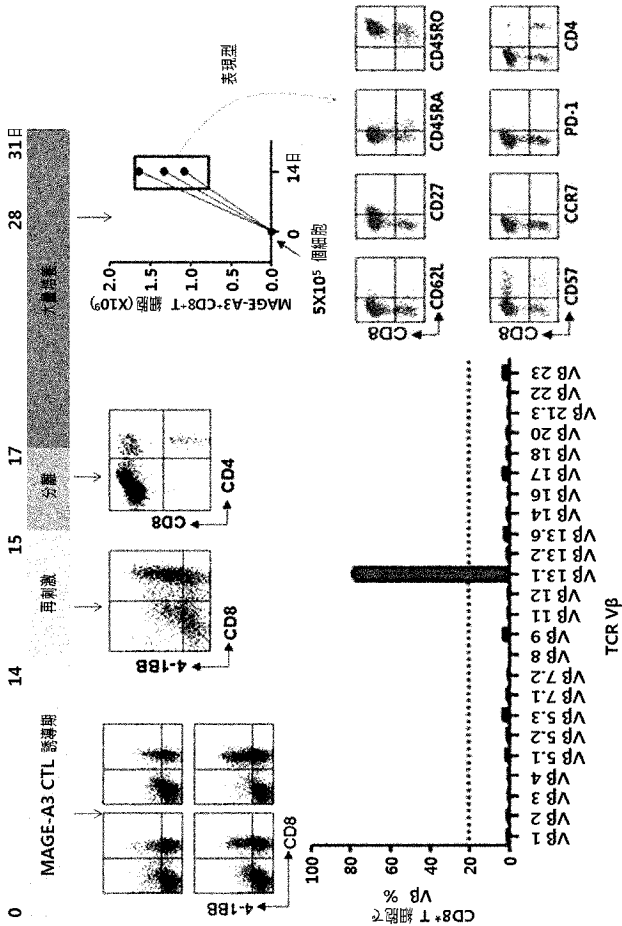 0 14 15 17 28 31 日
MAGE-A3 CTL 誘導期
再刺激
分離
大量培養
4-1BB
CD8
4-1BB
CD8
CD8
CD4
MAGE-A3⁺CD8⁺T 細胞 (X10⁹)
2.0
1.5
1.0
0.5
0.0
0
14日
5X10⁵ 個細胞
表現型
CD8
CD62L
CD27
CD45RA
CD45RO
CD8
CD57
CCR7
PD-1
CD4
CD8⁺T 細胞で
Vβ %
100
80
60
40
20
0
Vβ 1
Vβ 2
Vβ 3
Vβ 4
Vβ 5.1
Vβ 5.2
Vβ 5.3
Vβ 7.1
Vβ 7.2
Vβ 8
Vβ 9
Vβ 11
Vβ 12
Vβ 13.1
Vβ 13.2
Vβ 13.6
Vβ 14
Vβ 16
Vβ 17
Vβ 18
Vβ 20
Vβ 21.3
Vβ 22
Vβ 23
TCR Vβ